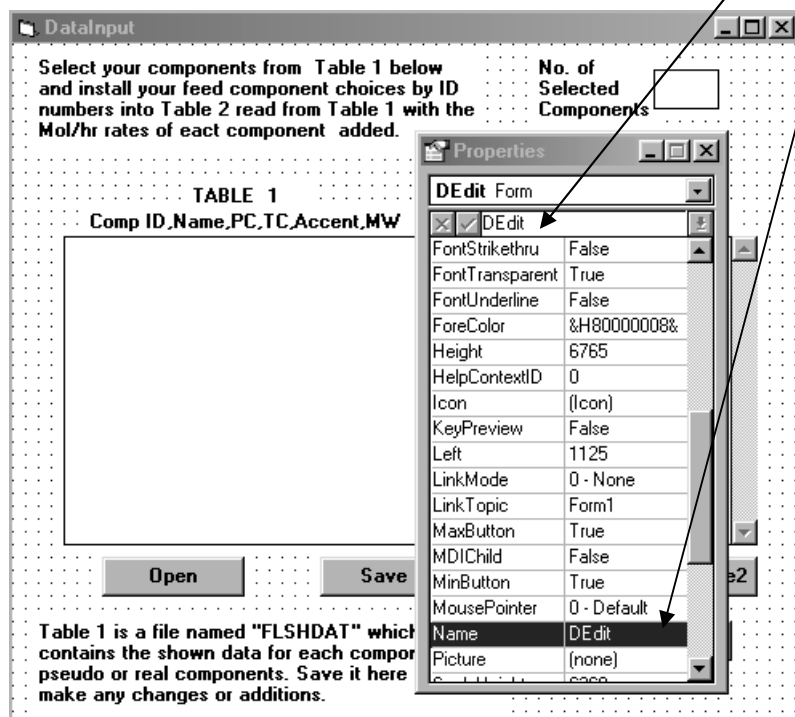 DataInput
Select your components from Table 1 below
and install your feed component choices by ID
numbers into Table 2 read from Table 1 with the
Mol/hr rates of eact component added.
No. of
Selected
Components
TABLE 1
Comp ID,Name,PC,TC,Accent,MW
Open
Save
e2
Table 1 is a file named "FLSHDAT" which
contains the shown data for each compor
pseudo or real components. Save it here
make any changes or additions.
Properties
DEdit Form
DEdit
FontStrikethru False
FontTransparent True
FontUnderline False
ForeColor &H80000008&
Height 6765
HelpContextID 0
Icon (Icon)
KeyPreview False
Left 1125
LinkMode 0 - None
LinkTopic Form1
MaxButton True
MDIChild False
MinButton True
MousePointer 0 - Default
Name DEdit
Picture (none)